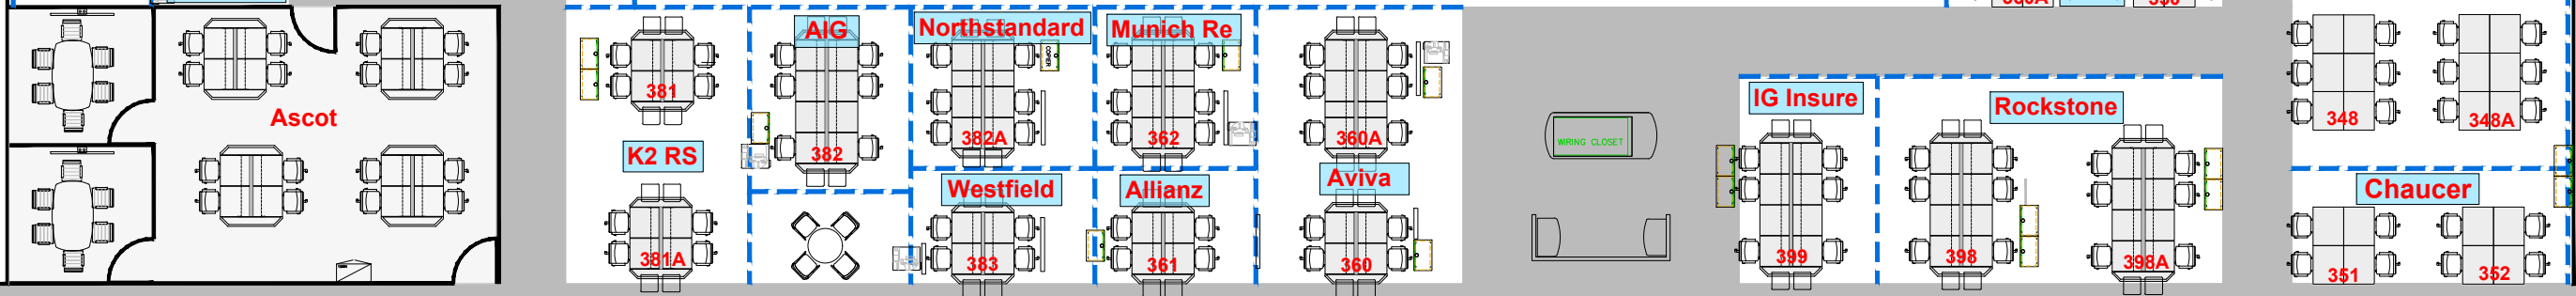 Ascot
381
K2 RS
381A
AIG
382
Northstandard
COPIER
382A
Westfield
383
Munich Re
362
Allianz
361
360A
Aviva
360
WIRING CLOSET
IG Insure
399
Rockstone
398
398A
348
348A
Chaucer
351
352